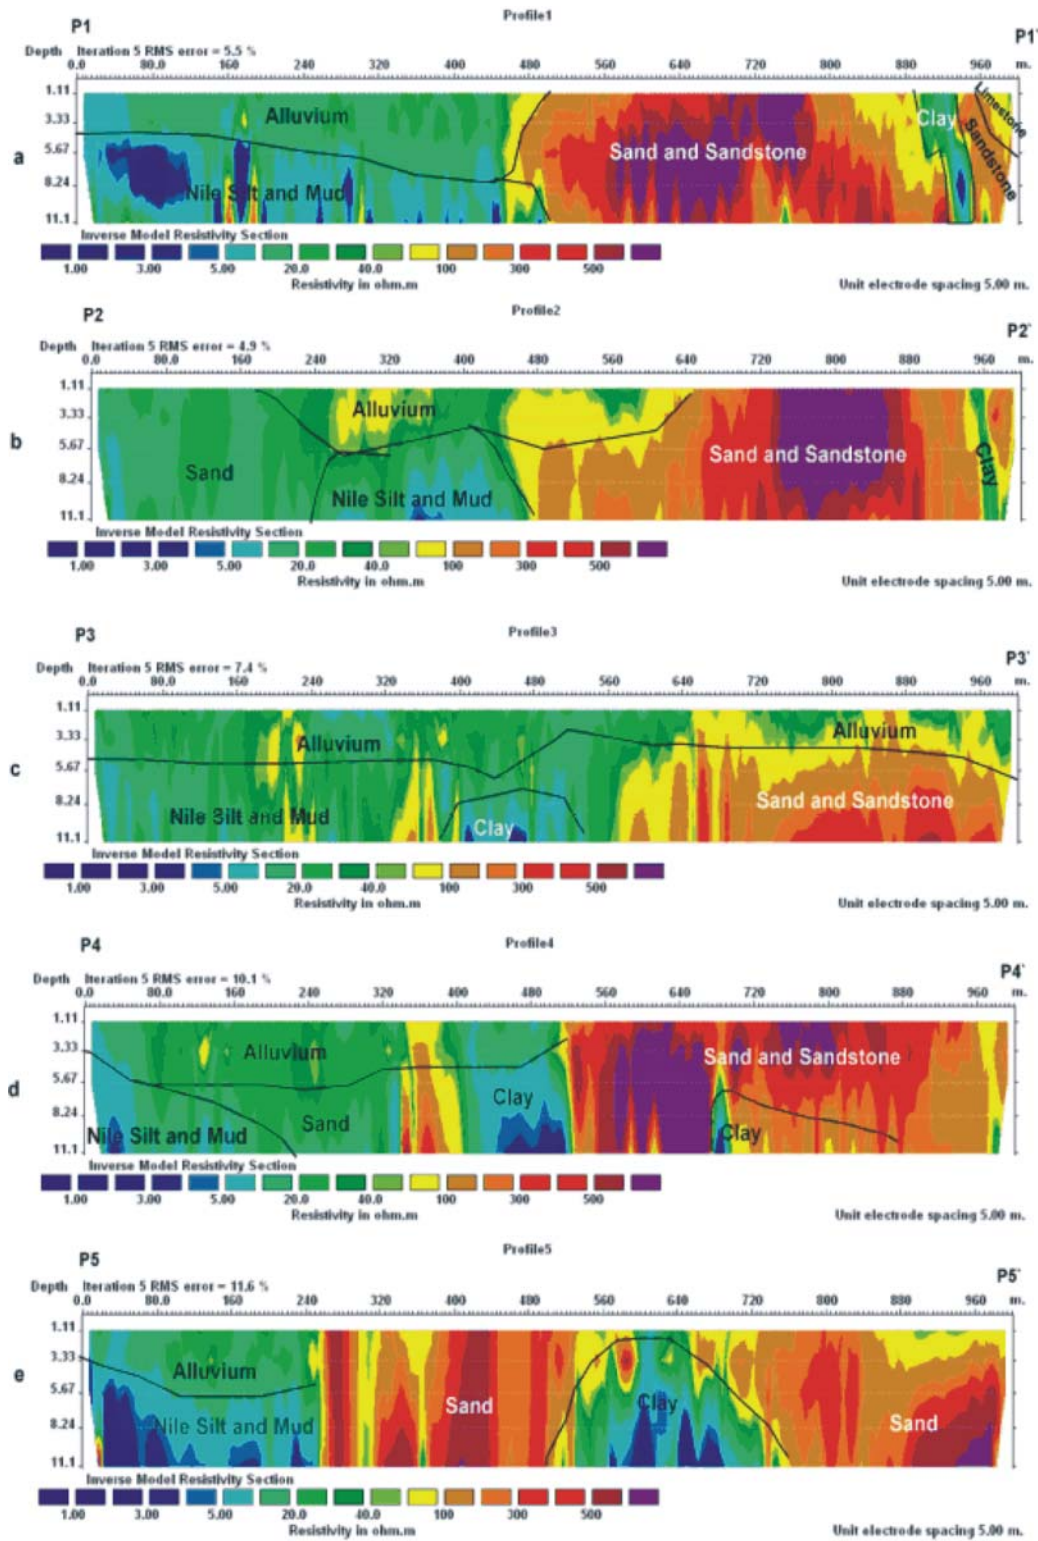 Profile1
P1 P1`
Depth Iteration 5 RMS error = 5.5 %
0.0 80.0 160 240 320 400 480 560 640 720 800 880 960 m.
1.11
3.33
5.67
8.24
11.1
a
Alluvium
Nile Silt and Mud
Sand and Sandstone
Clay
Sandstone
Limestone
Inverse Model Resistivity Section
1.00 3.00 5.00 20.0 40.0 100 300 500
Resistivity in ohm.m
Unit electrode spacing 5.00 m.
Profile2
P2 P2`
Depth Iteration 5 RMS error = 4.9 %
0.0 80.0 160 240 320 400 480 560 640 720 800 880 960 m.
1.11
3.33
5.67
8.24
11.1
b
Alluvium
Sand
Nile Silt and Mud
Sand and Sandstone
Clay
Inverse Model Resistivity Section
1.00 3.00 5.00 20.0 40.0 100 300 500
Resistivity in ohm.m
Unit electrode spacing 5.00 m.
Profile3
P3 P3`
Depth Iteration 5 RMS error = 7.4 %
0.0 80.0 160 240 320 400 480 560 640 720 800 880 960 m.
1.11
3.33
5.67
8.24
11.1
c
Alluvium
Alluvium
Nile Silt and Mud
Clay
Sand and Sandstone
Inverse Model Resistivity Section
1.00 3.00 5.00 20.0 40.0 100 300 500
Resistivity in ohm.m
Unit electrode spacing 5.00 m.
Profile4
P4 P4`
Depth Iteration 5 RMS error = 10.1 %
0.0 80.0 160 240 320 400 480 560 640 720 800 880 960 m.
1.11
3.33
5.67
8.24
11.1
d
Alluvium
Sand and Sandstone
Clay
Sand
Nile Silt and Mud
Clay
Inverse Model Resistivity Section
1.00 3.00 5.00 20.0 40.0 100 300 500
Resistivity in ohm.m
Unit electrode spacing 5.00 m.
Profile5
P5 P5`
Depth Iteration 5 RMS error = 11.6 %
0.0 80.0 160 240 320 400 480 560 640 720 800 880 960 m.
1.11
3.33
5.67
8.24
11.1
e
Alluvium
Nile Silt and Mud
Sand
Clay
Sand
Inverse Model Resistivity Section
1.00 3.00 5.00 20.0 40.0 100 300 500
Resistivity in ohm.m
Unit electrode spacing 5.00 m.